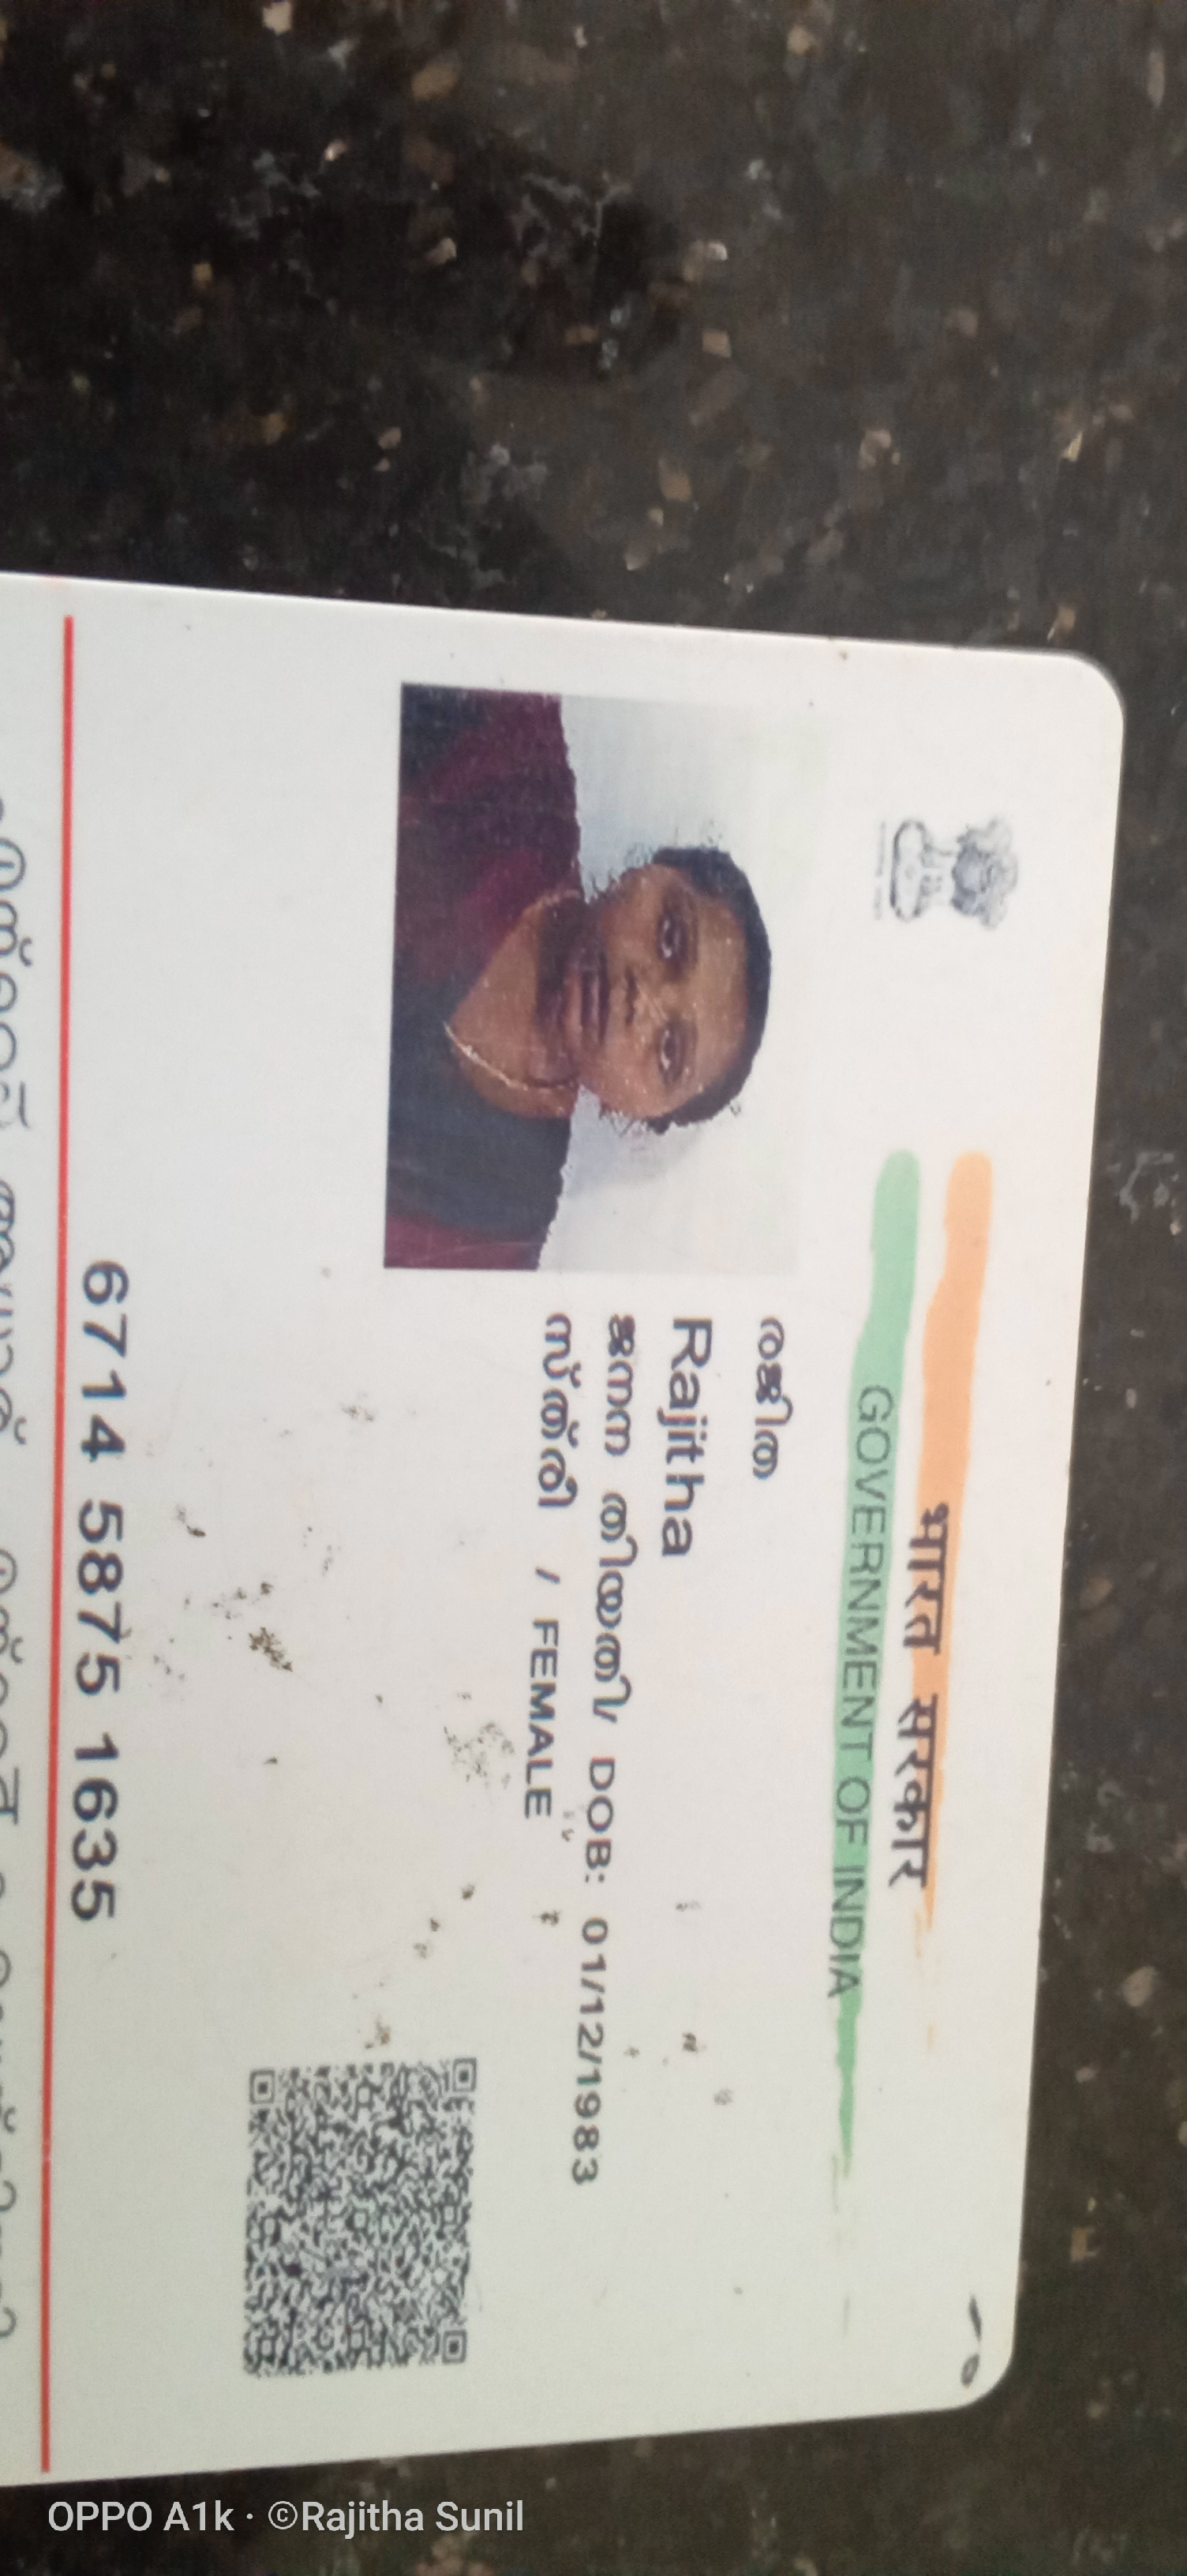 भारत सरकार
GOVERNMENT OF INDIA
രജിത
Rajitha
ജനന തിയതി/ DOB: 01/12/1983
സ്ത്രീ / FEMALE
6714 5875 1635
OPPO A1k · ©Rajitha Sunil